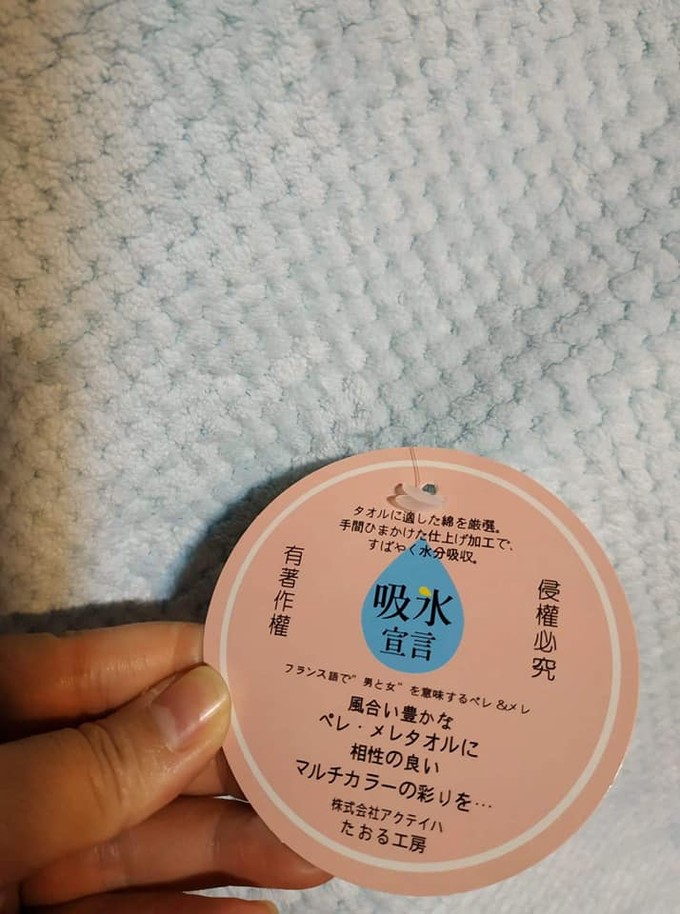 タオルに適した綿を厳選。
手間ひまかけた仕上げ加工で、
すばやく水分吸収。
有著作權
侵權必究
吸水
宣言
フランス語で"男と女"を意味するペレ&メレ
風合い豊かな
ペレ・メレタオルに
相性の良い
マルチカラーの彩りを…
株式会社アクテイハ
たおる工房